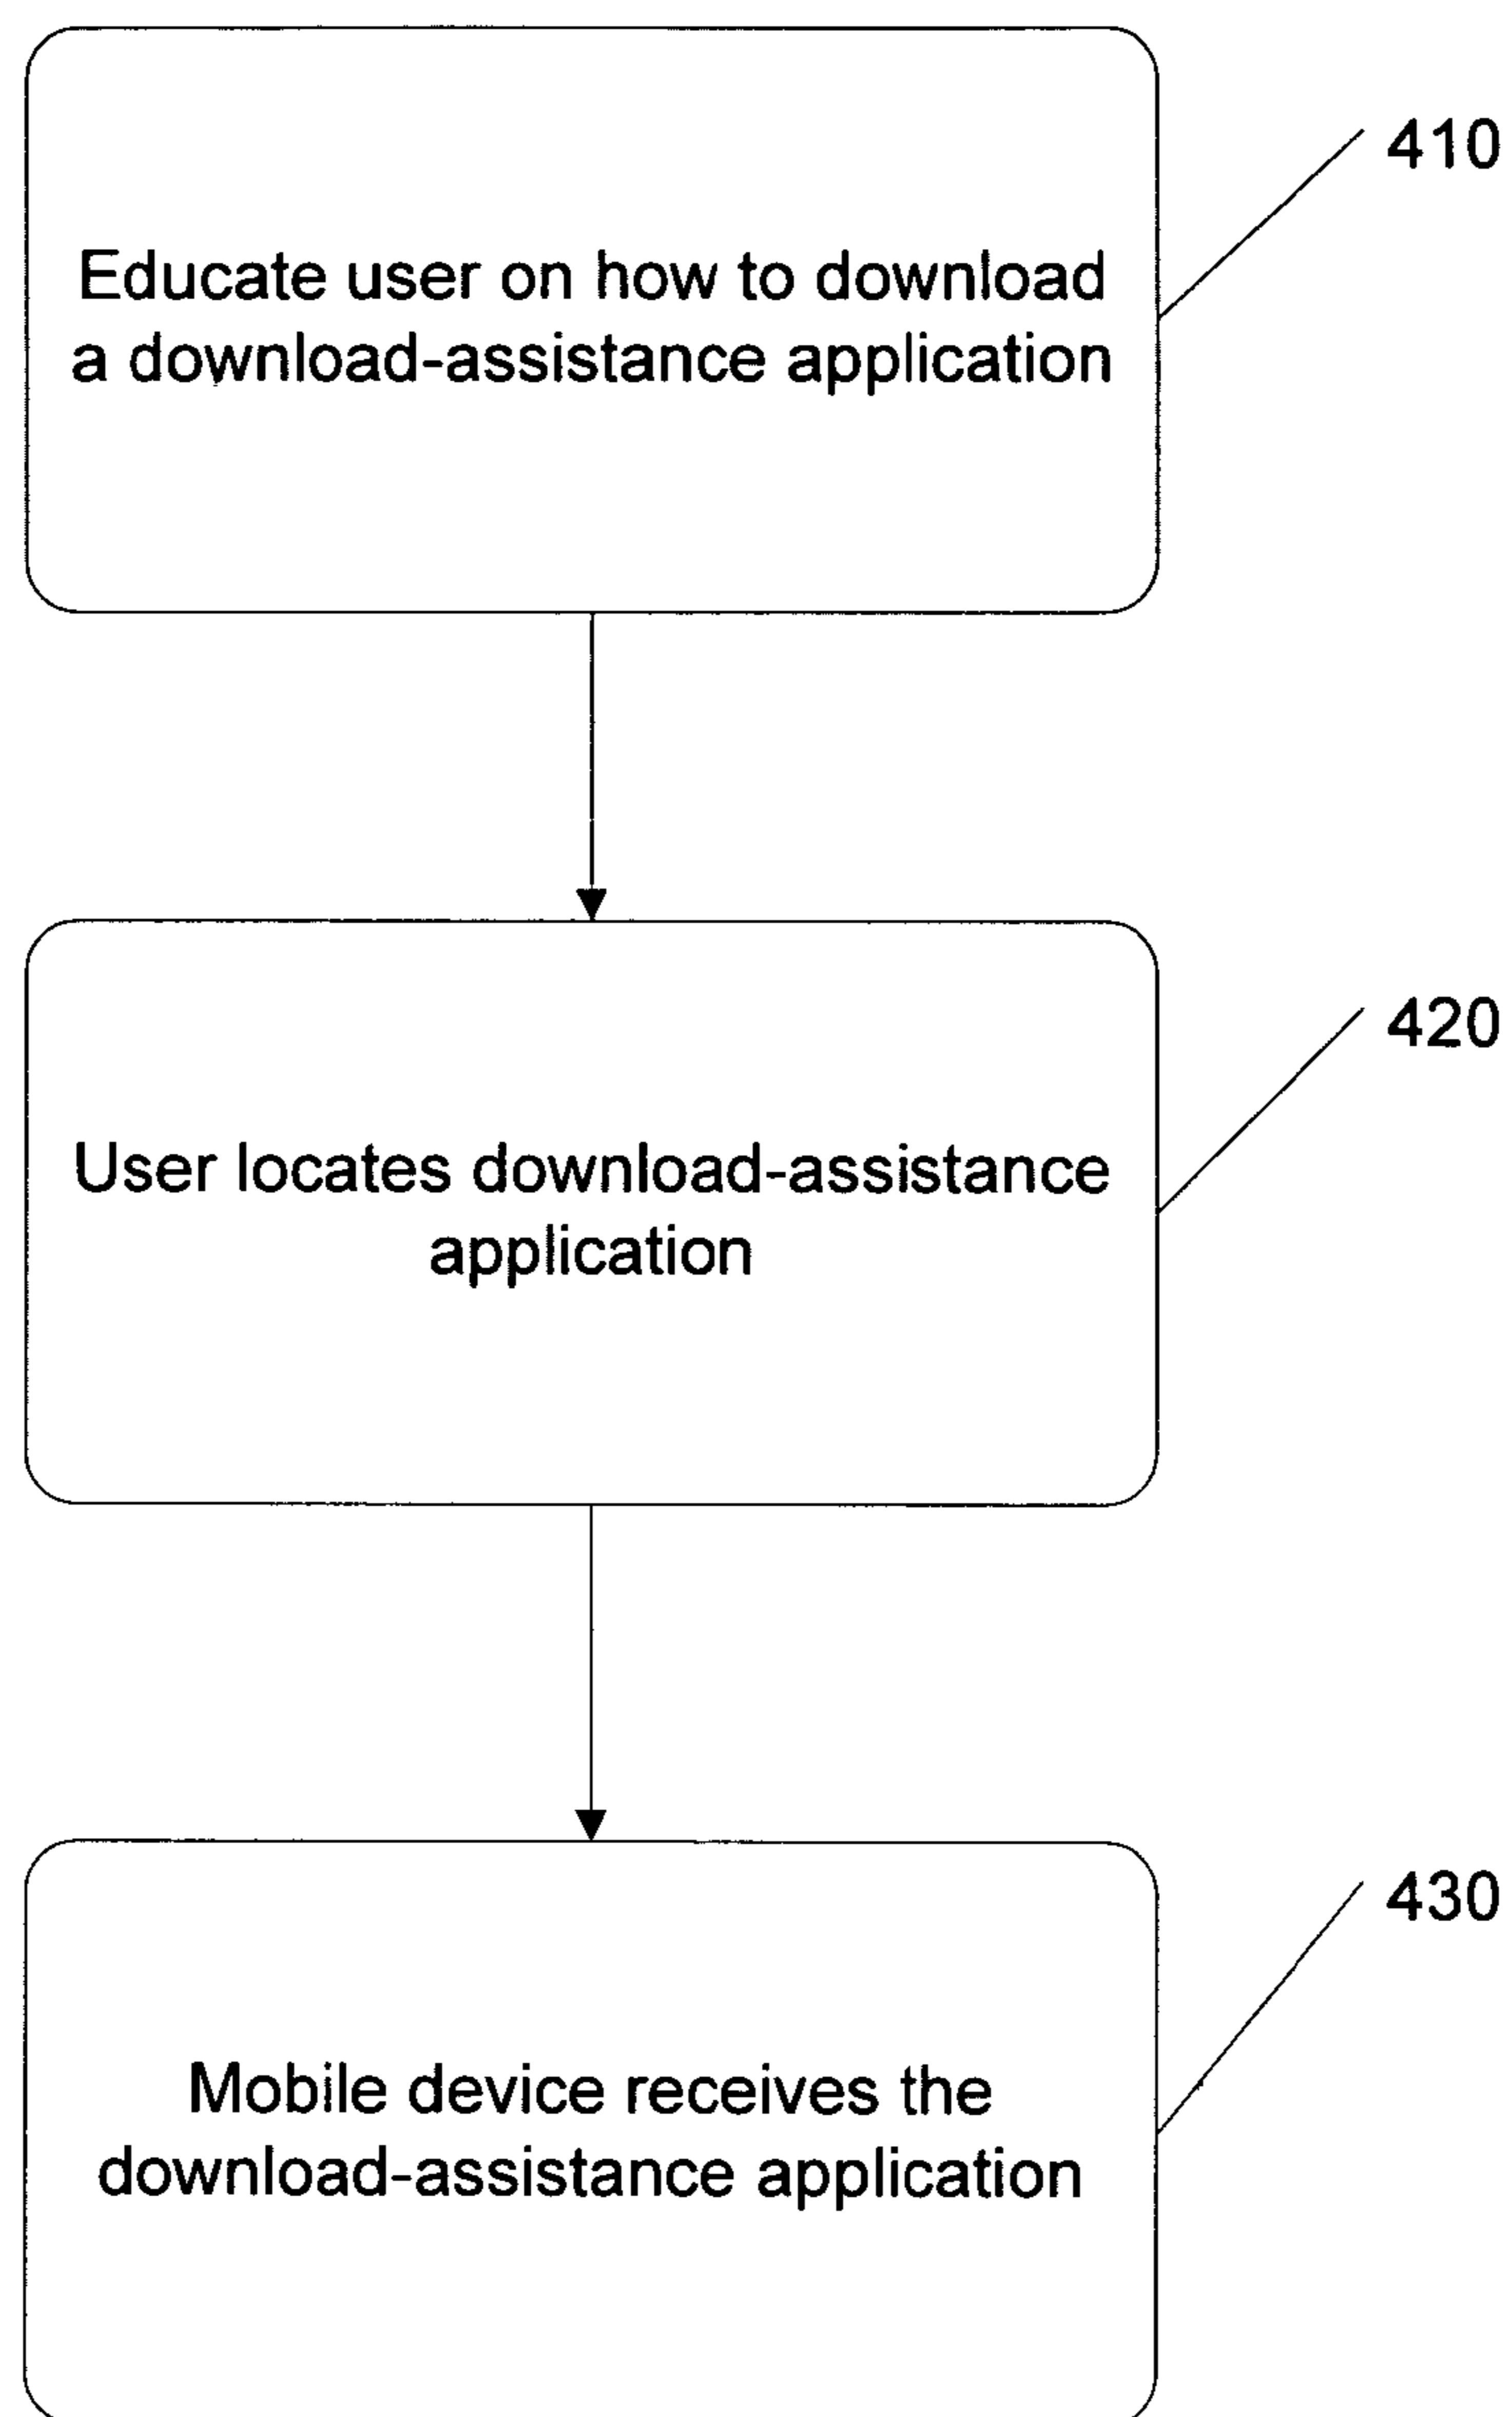 410
Educate user on how to download
a download-assistance application
420
User locates download-assistance
application
430
Mobile device receives the
download-assistance application